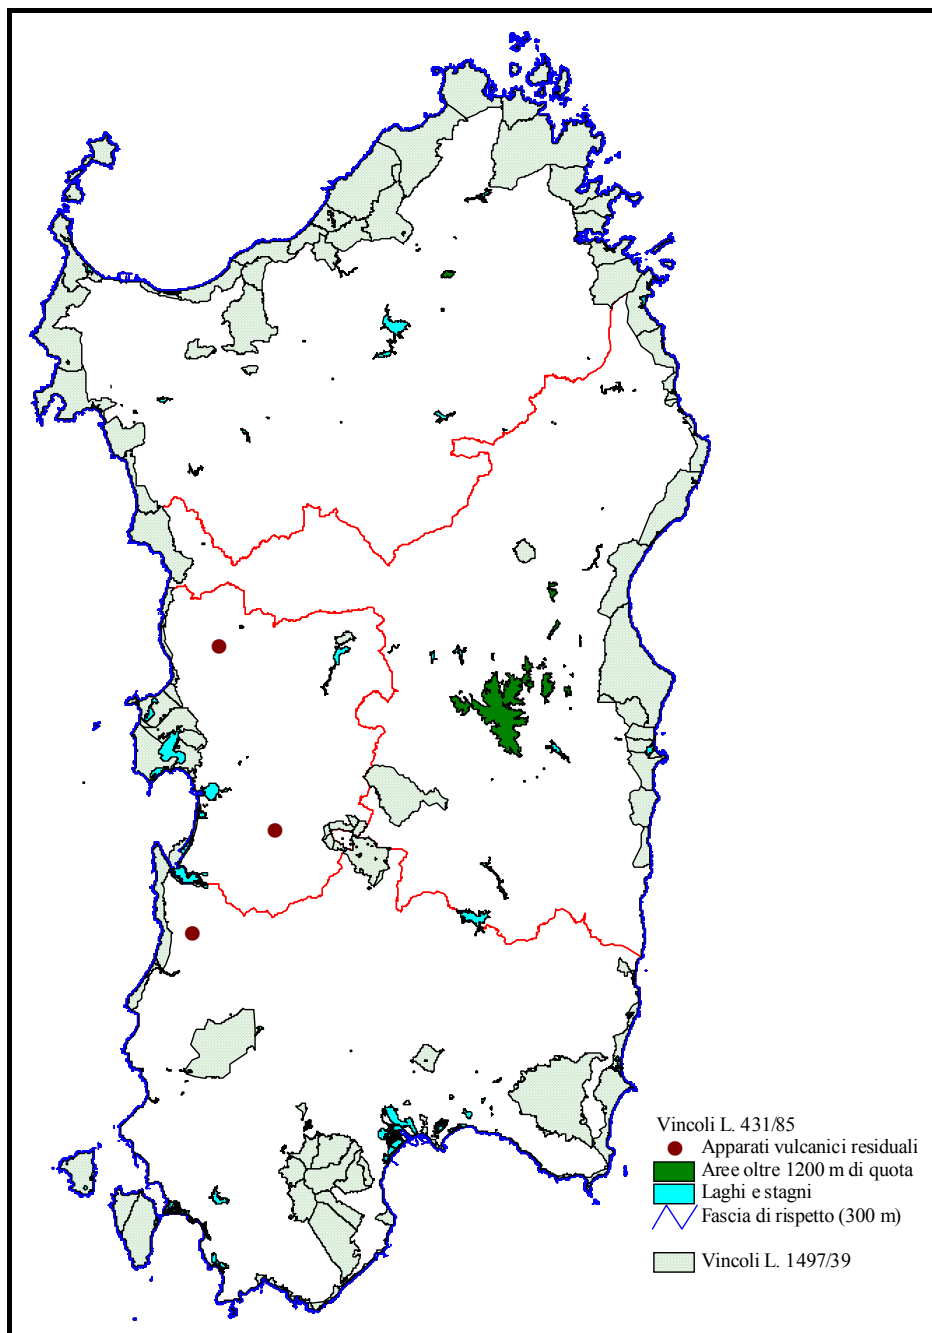 Vincoli L. 431/85
Apparati vulcanici residuali
Aree oltre 1200 m di quota
Laghi e stagni
Fascia di rispetto (300 m)
Vincoli L. 1497/39